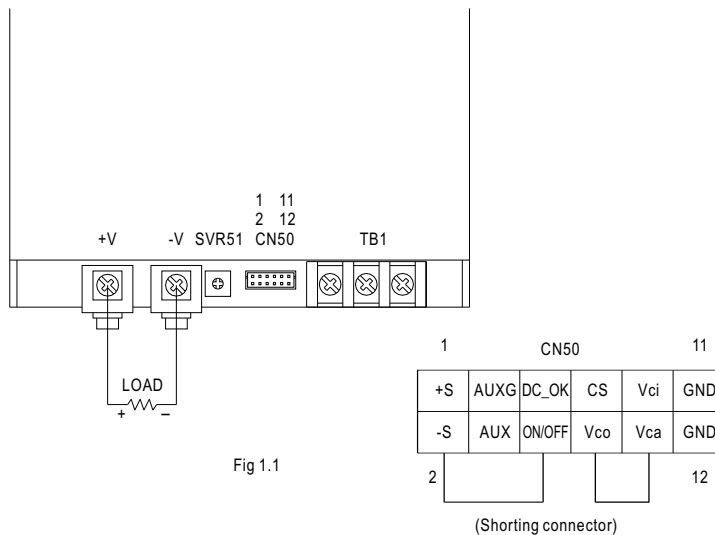 1 11
2 12
+V -V SVR51 CN50 TB1
LOAD
+ –
Fig 1.1
1 CN50 11
+S AUXG DC_OK CS Vci GND
-S AUX ON/OFF Vco Vca GND
2 12
(Shorting connector)